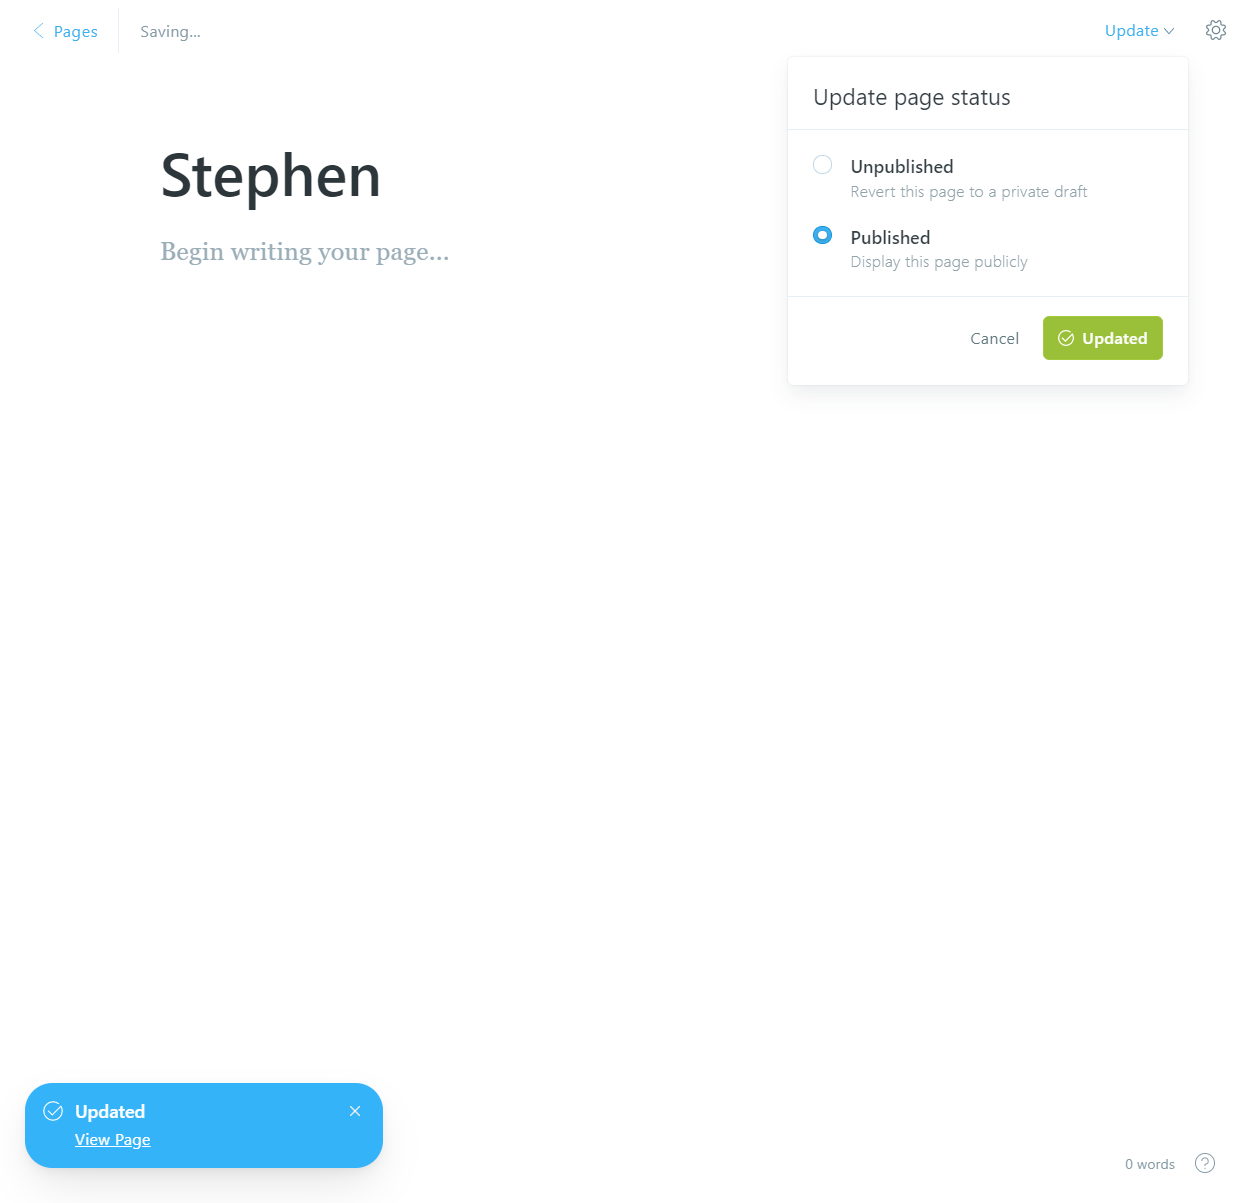 Pages
Saving...
Update
Update page status
Stephen
Unpublished
Revert this page to a private draft
Begin writing your page...
Published
Display this page publicly
Cancel
Updated
Updated
View Page
0 words
?